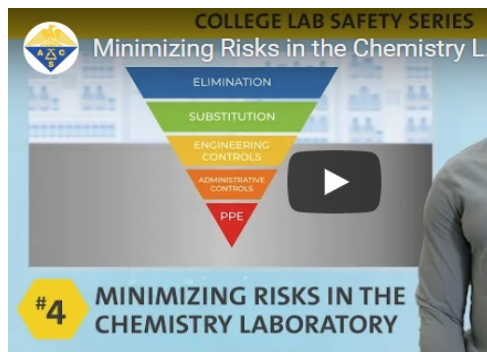 COLLEGE LAB SAFETY SERIES
Minimizing Risks in the Chemistry L...
A C
S
ELIMINATION
SUBSTITUTION
ENGINEERING
CONTROLS
ADMINISTRATIVE
CONTROLS
PPE
#4
MINIMIZING RISKS IN THE
CHEMISTRY LABORATORY